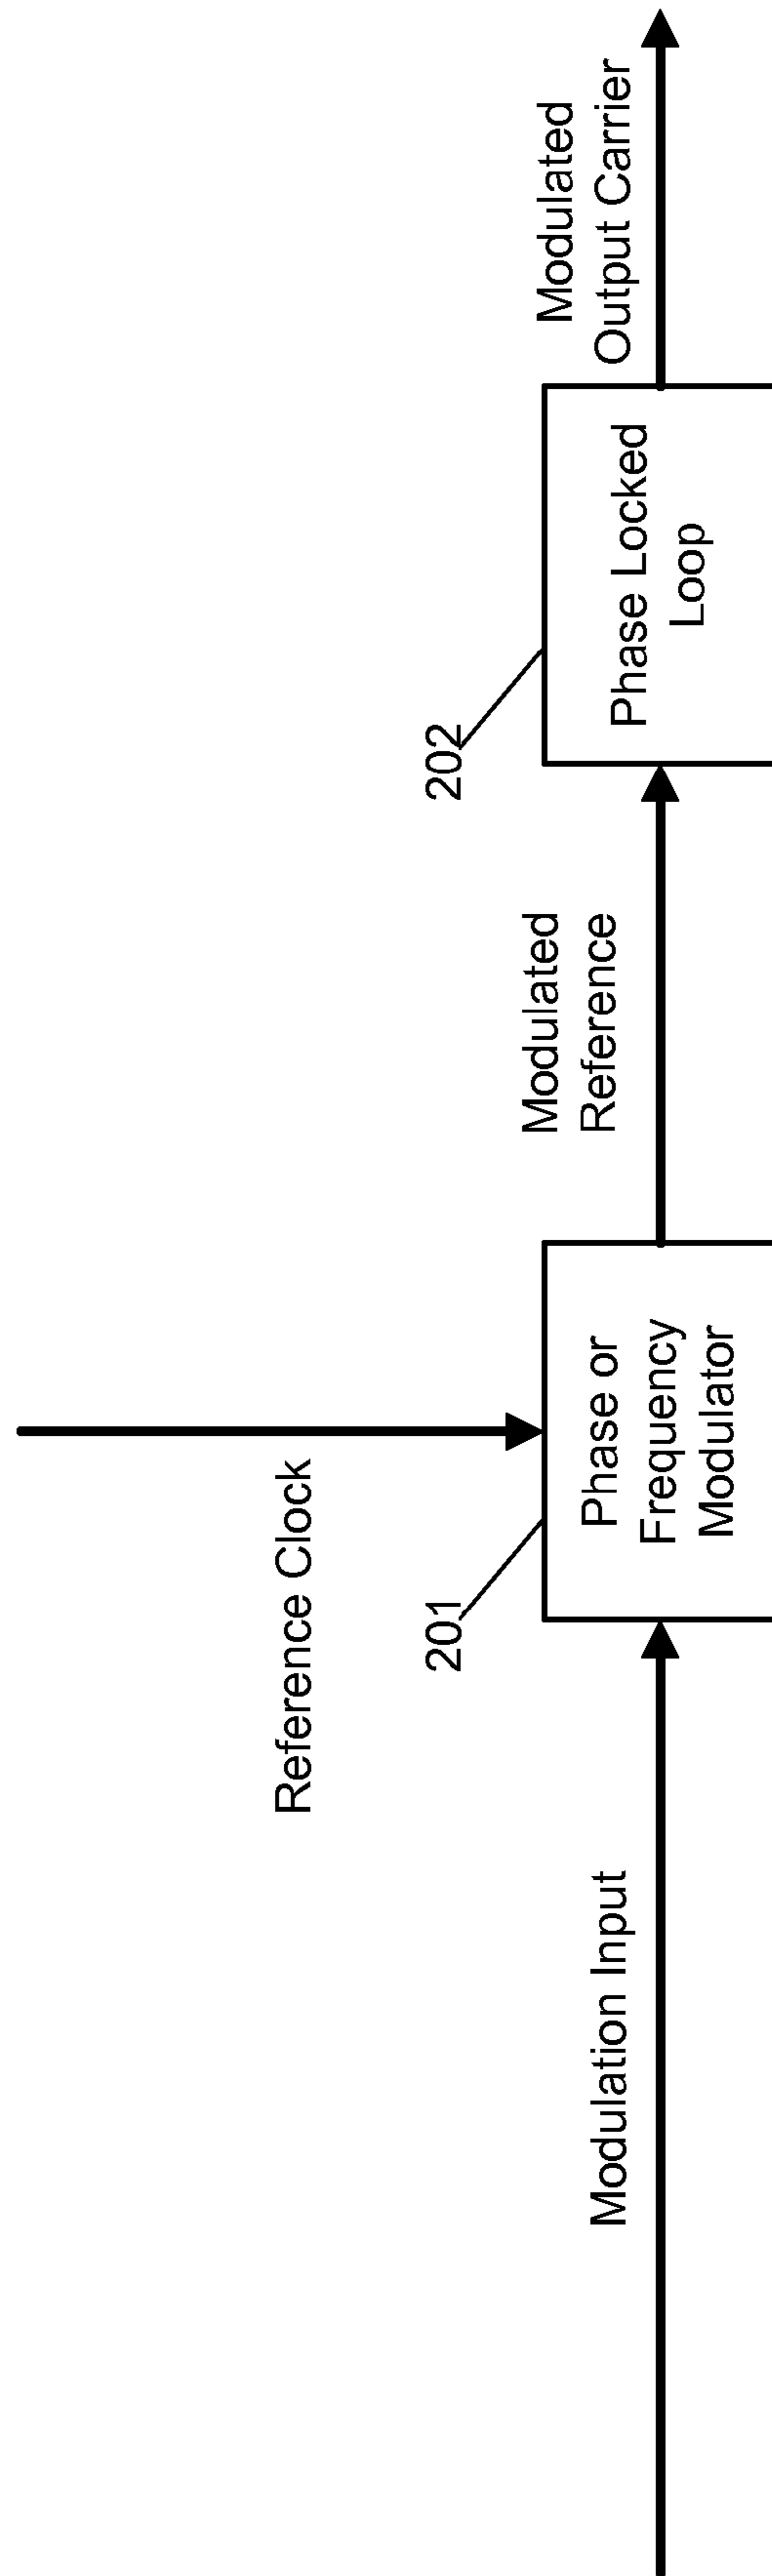 Reference Clock
Modulation Input
201
Phase or
Frequency
Modulator
Modulated
Reference
202
Phase Locked
Loop
Modulated
Output Carrier